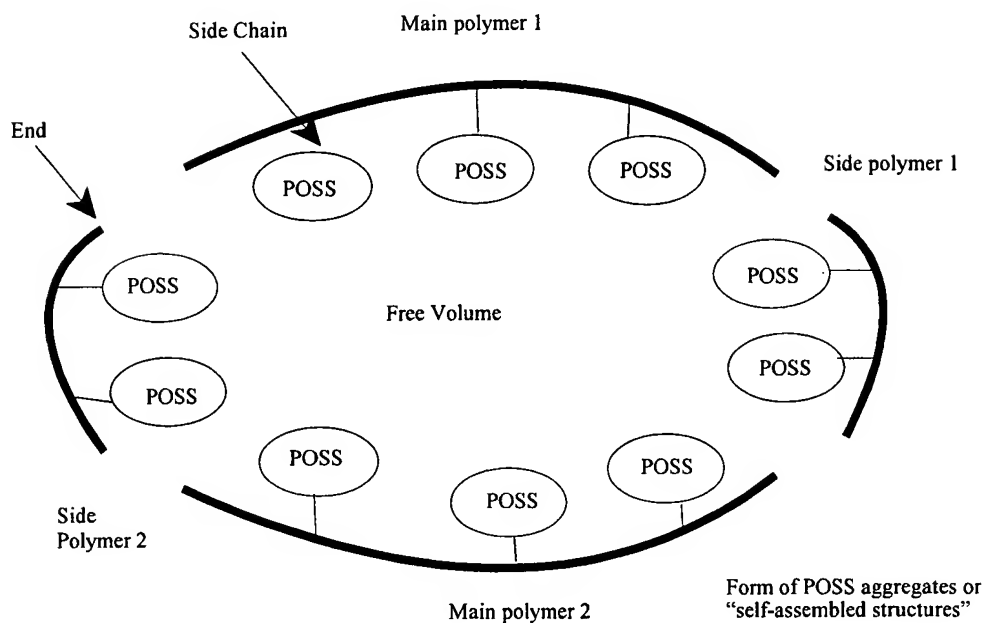 Side Chain
Main polymer 1
End
Side polymer 1
POSS
POSS
POSS
POSS
POSS
Free Volume
POSS
POSS
POSS
POSS
POSS
Side
Polymer 2
Main polymer 2
Form of POSS aggregates or
“self-assembled structures”